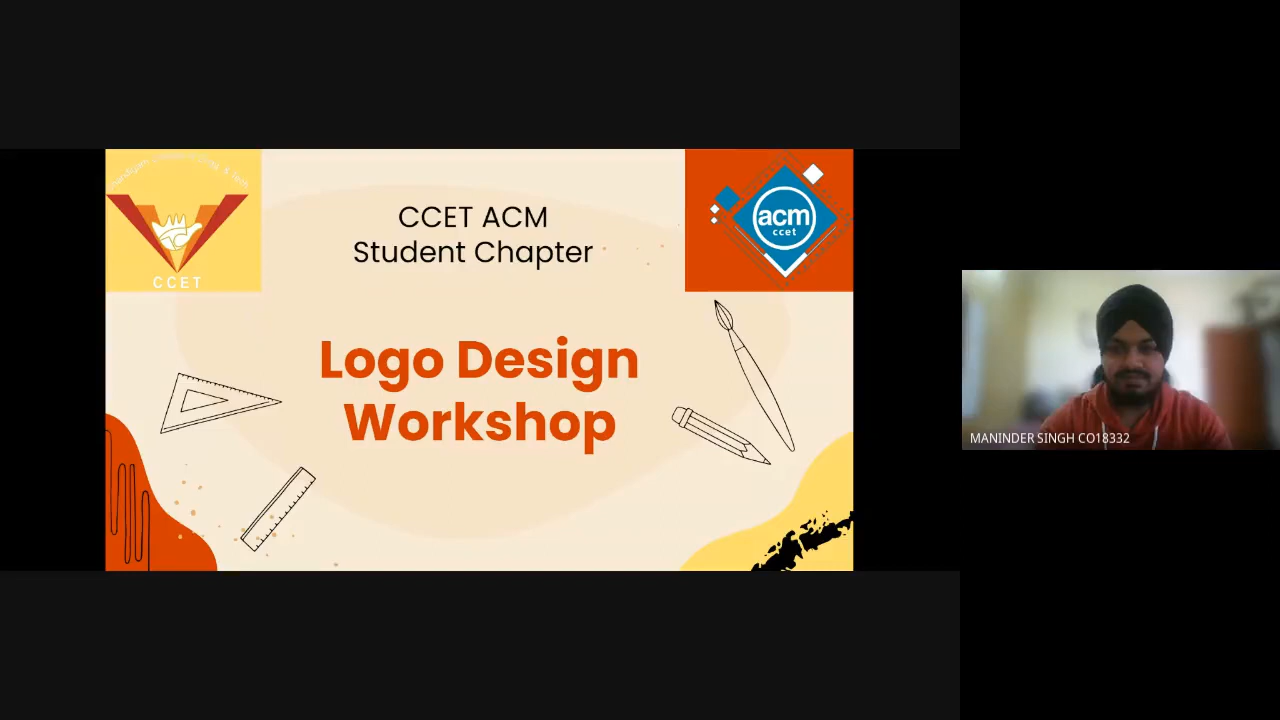 CCET
CCET ACM
Student Chapter
acm
ccet
Logo Design
Workshop
MANINDER SINGH CO18332